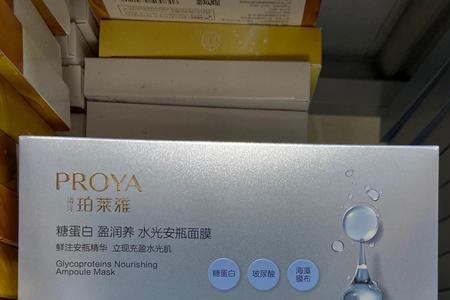 PROYA
珀莱雅
糖蛋白 盈润养 水光安瓶面膜
鲜注安瓶精华 立现充盈水光肌
Glycoproteins Nourishing
Ampoule Mask
糖蛋白
玻尿酸
海藻
膜布